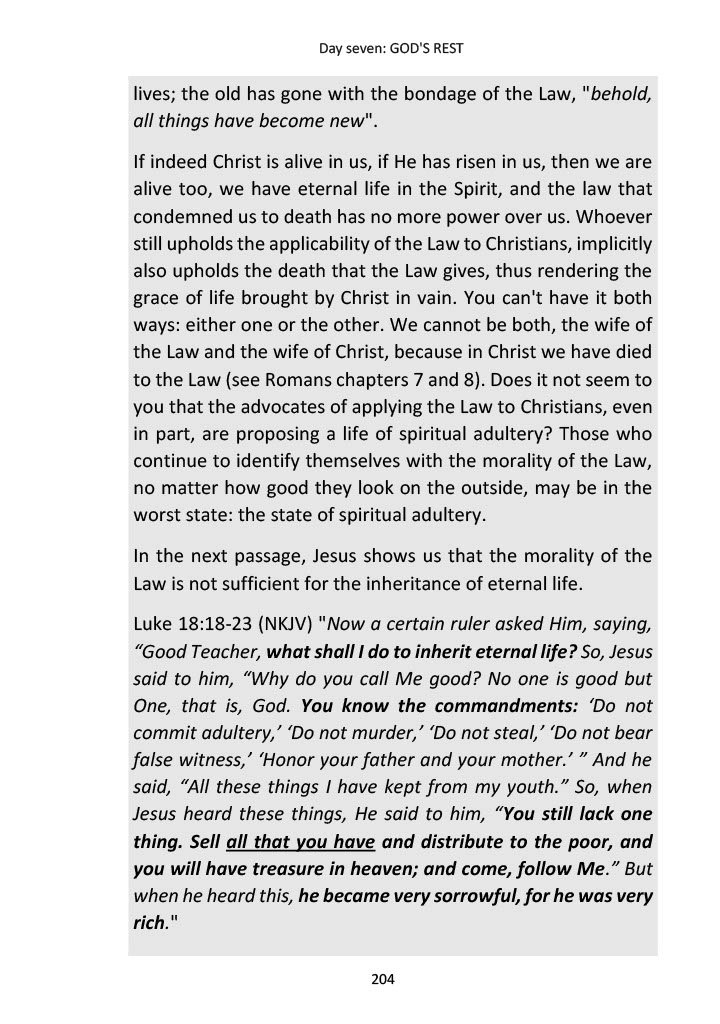 Day seven: GOD'S REST
lives; the old has gone with the bondage of the Law, "behold,
all things have become new".
If indeed Christ is alive in us, if He has risen in us, then we are
alive too, we have eternal life in the Spirit, and the law that
condemned us to death has no more power over us. Whoever
still upholds the applicability of the Law to Christians, implicitly
also upholds the death that the Law gives, thus rendering the
grace of life brought by Christ in vain. You can't have it both
ways: either one or the other. We cannot be both, the wife of
the Law and the wife of Christ, because in Christ we have died
to the Law (see Romans chapters 7 and 8). Does it not seem to
you that the advocates of applying the Law to Christians, even
in part, are proposing a life of spiritual adultery? Those who
continue to identify themselves with the morality of the Law,
no matter how good they look on the outside, may be in the
worst state: the state of spiritual adultery.
In the next passage, Jesus shows us that the morality of the
Law is not sufficient for the inheritance of eternal life.
Luke 18:18-23 (NKJV) "Now a certain ruler asked Him, saying,
“Good Teacher, what shall I do to inherit eternal life? So, Jesus
said to him, “Why do you call Me good? No one is good but
One, that is, God. You know the commandments: ‘Do not
commit adultery,’ ‘Do not murder,’ ‘Do not steal,’ ‘Do not bear
false witness,’ ‘Honor your father and your mother.’ ” And he
said, “All these things I have kept from my youth.” So, when
Jesus heard these things, He said to him, “You still lack one
thing. Sell all that you have and distribute to the poor, and
you will have treasure in heaven; and come, follow Me.” But
when he heard this, he became very sorrowful, for he was very
rich."
204